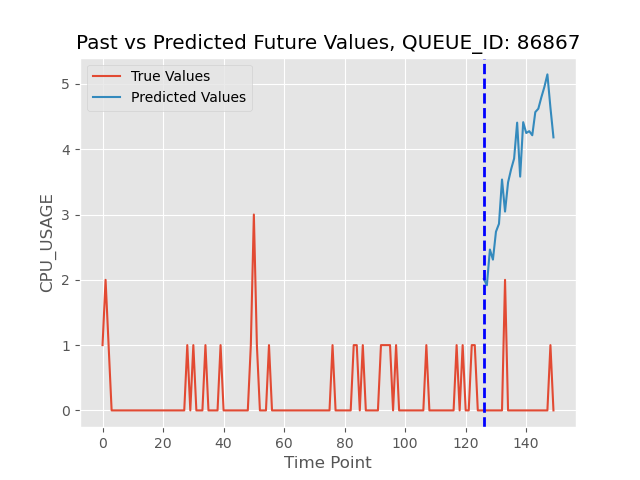 Past vs Predicted Future Values, QUEUE_ID: 86867
True Values
Predicted Values
CPU_USAGE
5
4
3
2
1
0
0 20 40 60 80 100 120 140
Time Point